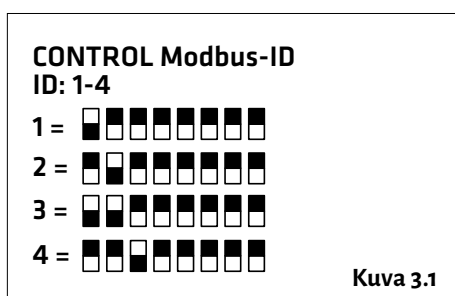 CONTROL Modbus-ID
ID: 1-4
1 =
2 =
3 =
4 =
Kuva 3.1